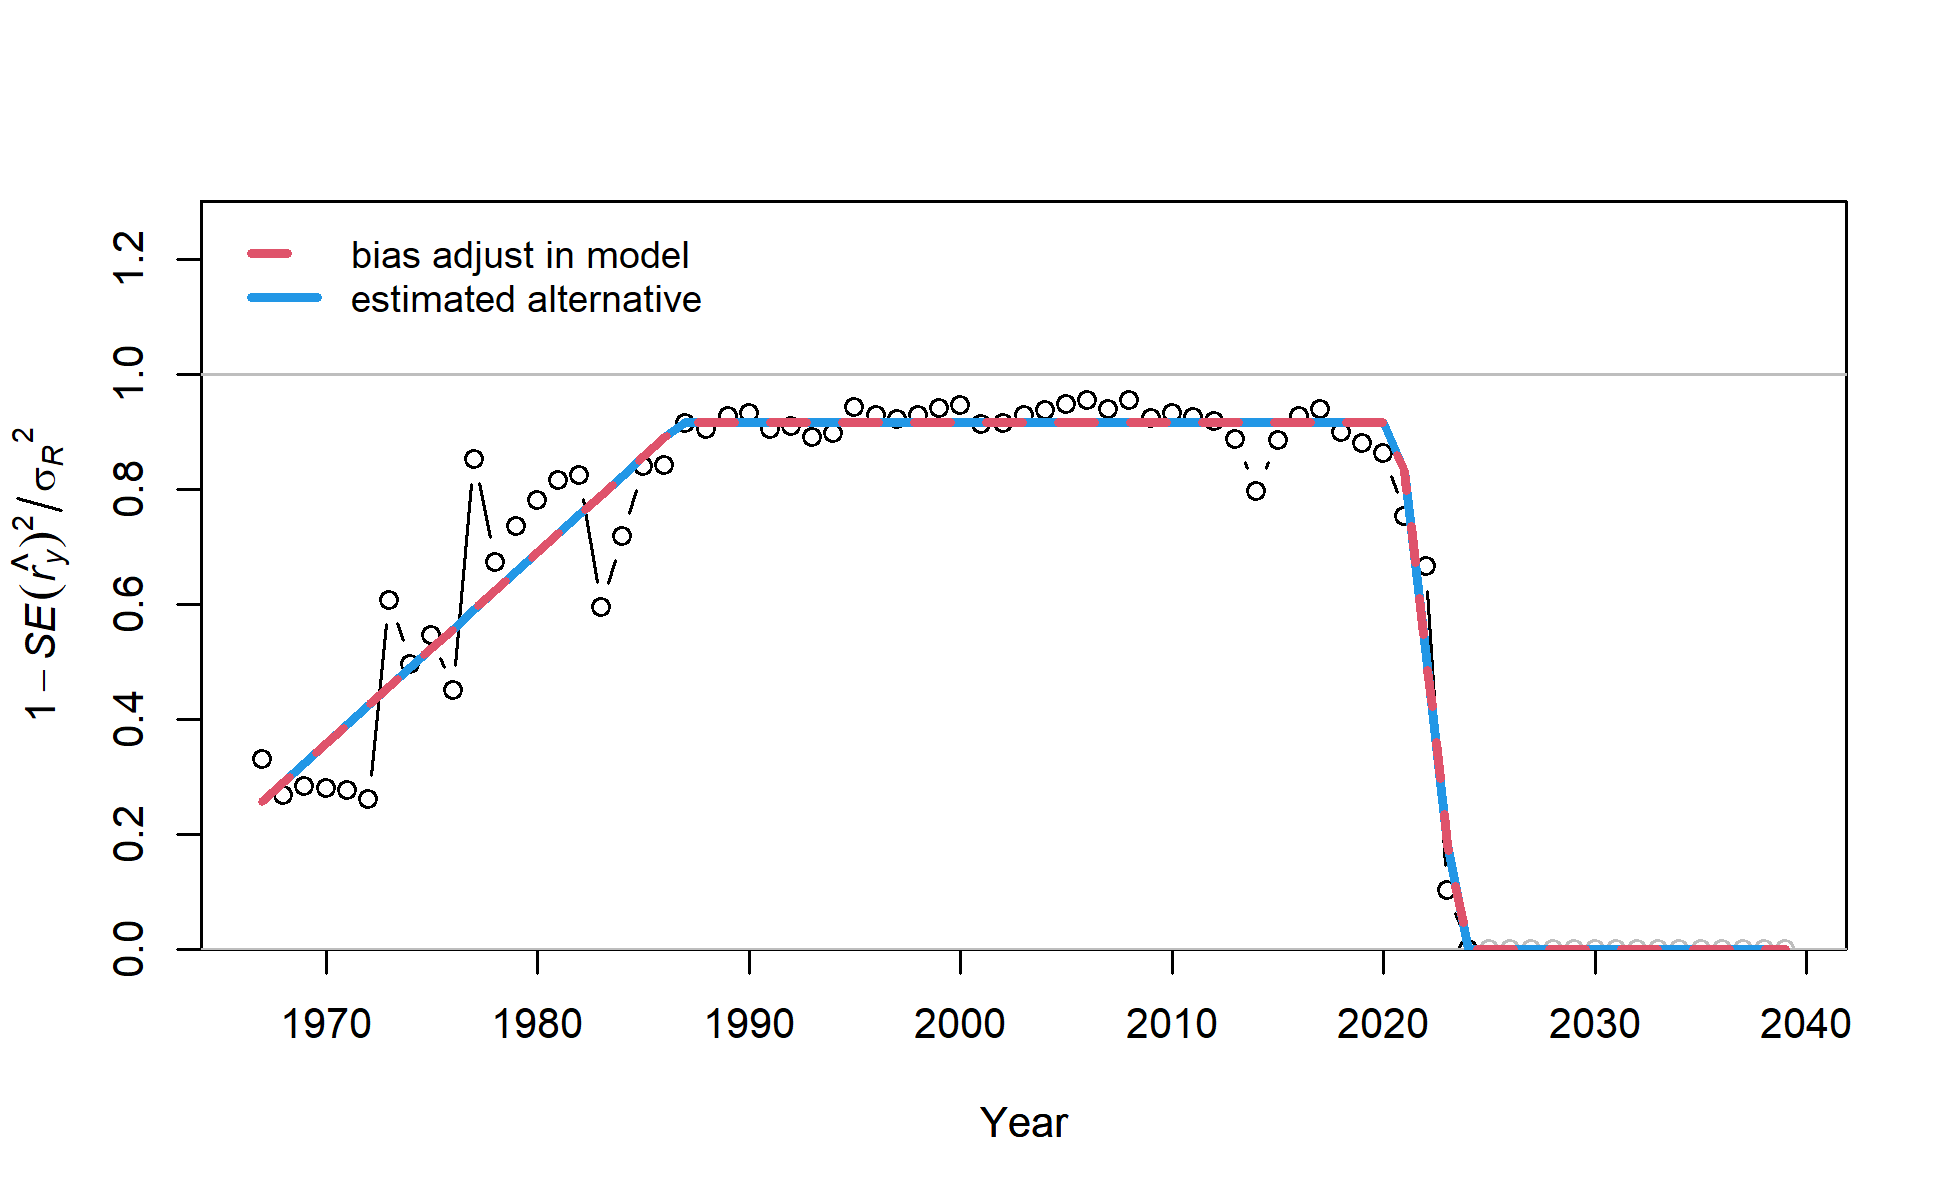 bias adjust in model
estimated alternative
1 − SE(r̂y)² / σR²
1.2
1.0
0.8
0.6
0.4
0.2
0.0
1970 1980 1990 2000 2010 2020 2030 2040
Year